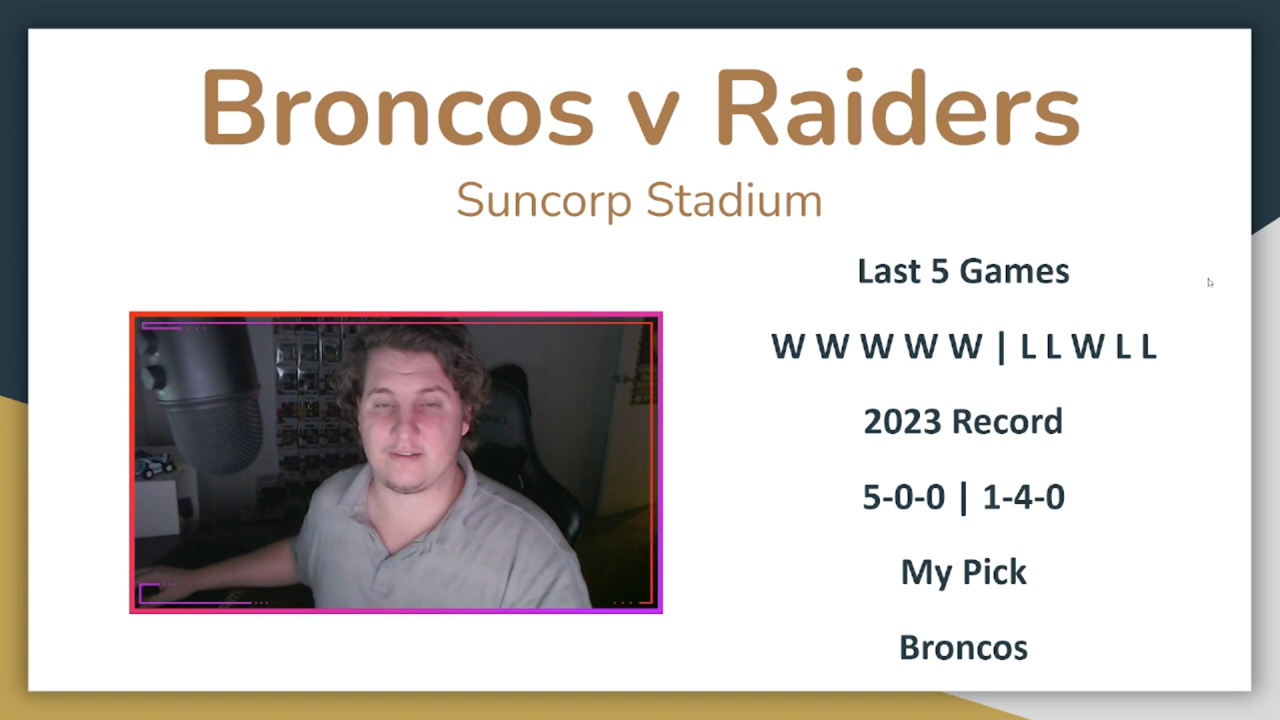 Broncos v Raiders
Suncorp Stadium
Last 5 Games
W W W W W | L L W L L
2023 Record
5-0-0 | 1-4-0
My Pick
Broncos